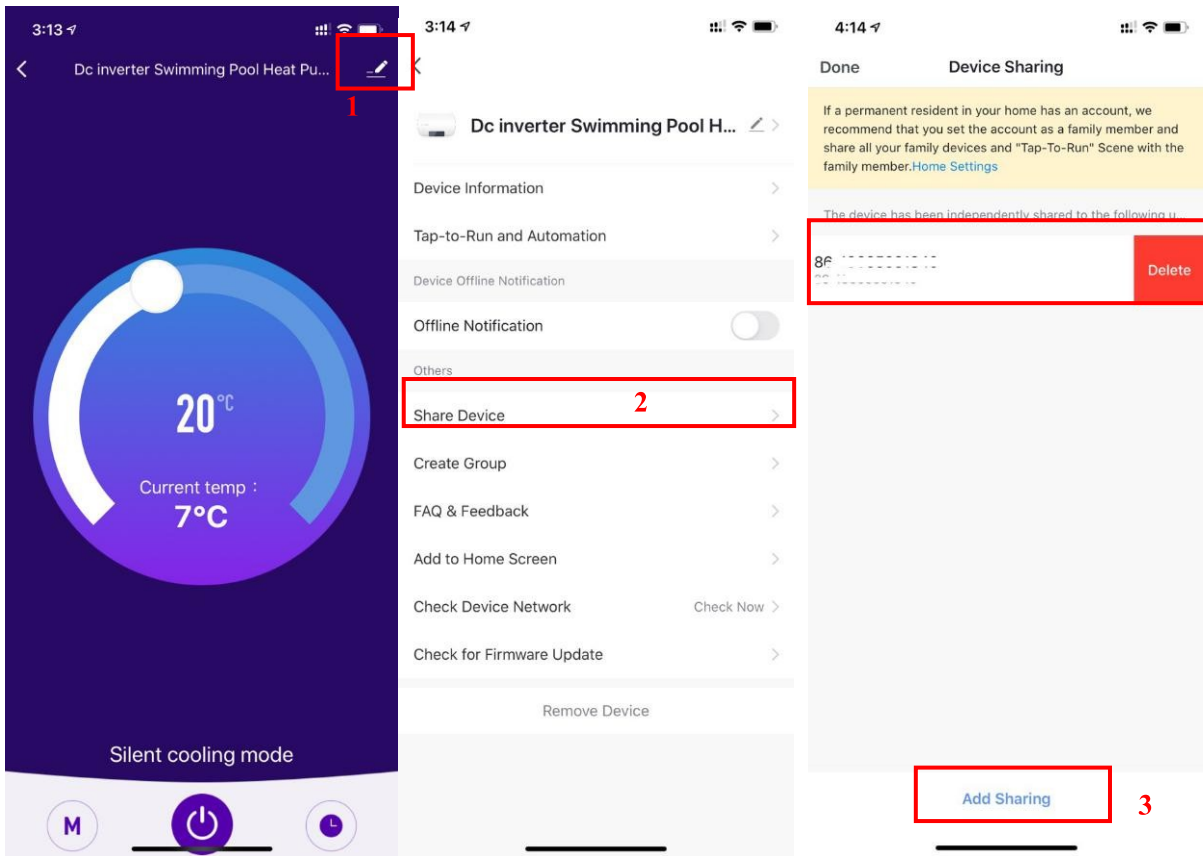 3:13
Dc inverter Swimming Pool Heat Pu...
1
20°C
Current temp :
7°C
Silent cooling mode
M
3:14
Dc inverter Swimming Pool H...
Device Information
Tap-to-Run and Automation
Device Offline Notification
Offline Notification
Others
Share Device
2
Create Group
FAQ & Feedback
Add to Home Screen
Check Device Network Check Now
Check for Firmware Update
Remove Device
4:14
Done Device Sharing
If a permanent resident in your home has an account, we
recommend that you set the account as a family member and
share all your family devices and "Tap-To-Run" Scene with the
family member.Home Settings
The device has been independently shared to the following u...
Delete
Add Sharing
3